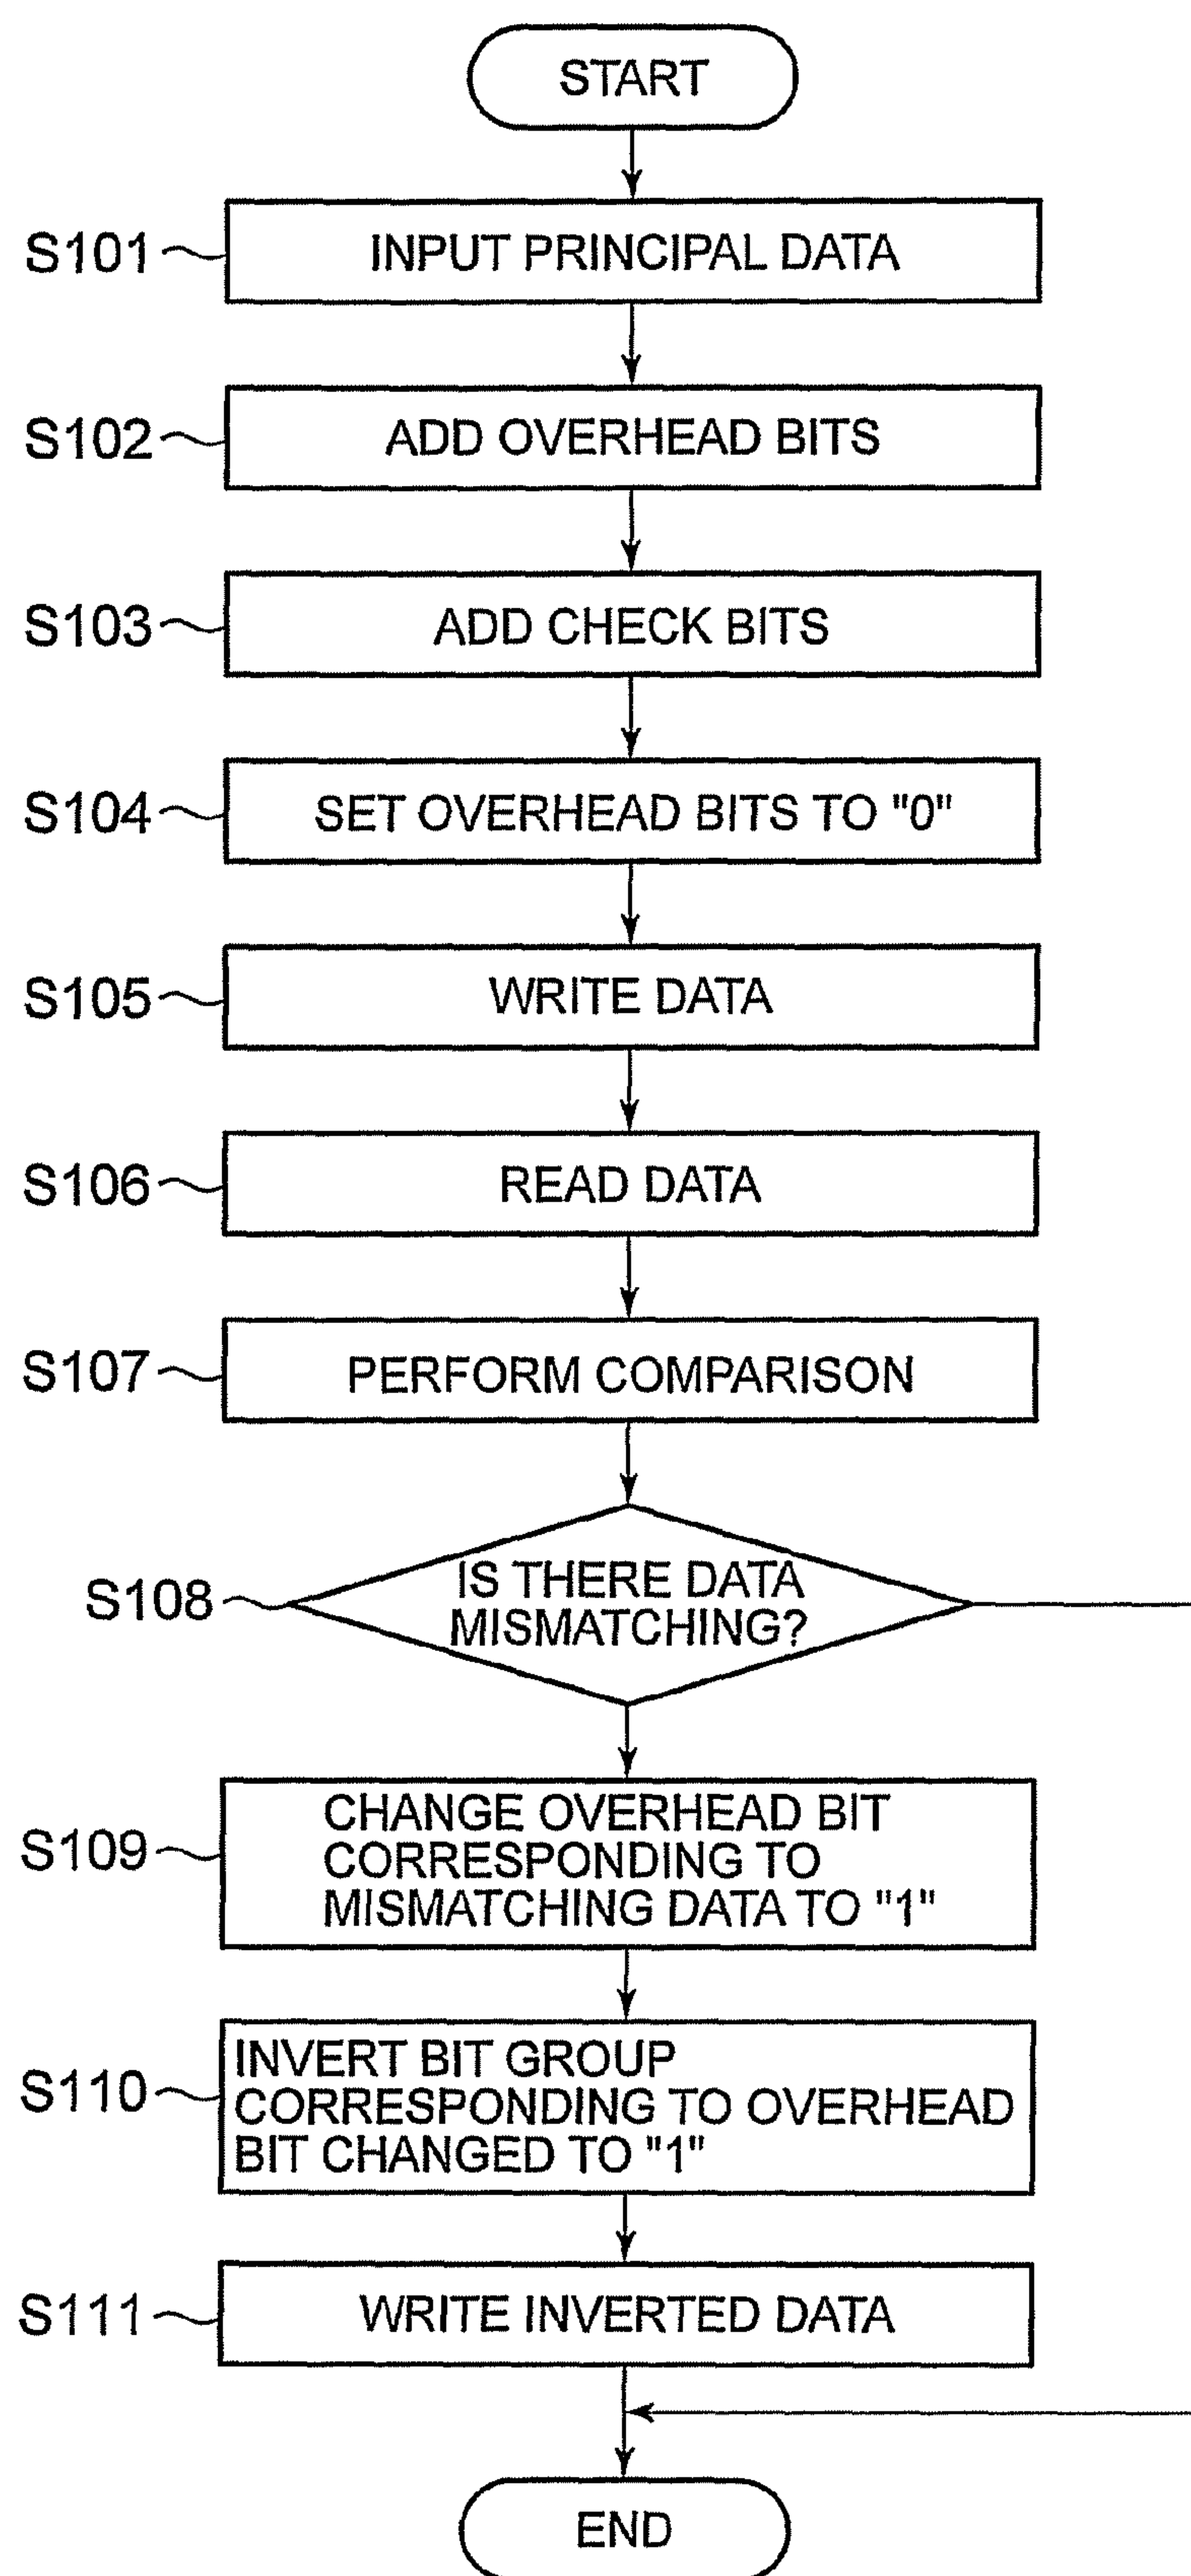 START
S101
INPUT PRINCIPAL DATA
S102
ADD OVERHEAD BITS
S103
ADD CHECK BITS
S104
SET OVERHEAD BITS TO "0"
S105
WRITE DATA
S106
READ DATA
S107
PERFORM COMPARISON
S108
IS THERE DATA
MISMATCHING?
S109
CHANGE OVERHEAD BIT
CORRESPONDING TO
MISMATCHING DATA TO "1"
S110
INVERT BIT GROUP
CORRESPONDING TO OVERHEAD
BIT CHANGED TO "1"
S111
WRITE INVERTED DATA
END